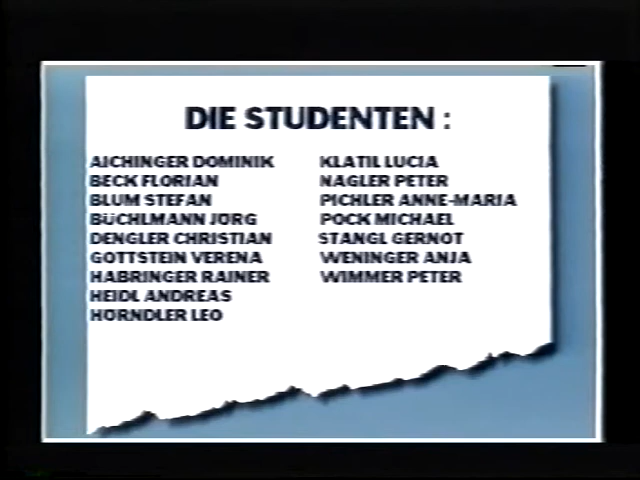 DIE STUDENTEN :
AICHINGER DOMINIK
BECK FLORIAN
BLUM STEFAN
BÜCHLMANN JÖRG
DENGLER CHRISTIAN
GOTTSTEIN VERENA
HABRINGER RAINER
HEIDL ANDREAS
HÖRNDLER LEO
KLATIL LUCIA
NAGLER PETER
PICHLER ANNE-MARIA
POCK MICHAEL
STANGL GERNOT
WENINGER ANJA
WIMMER PETER